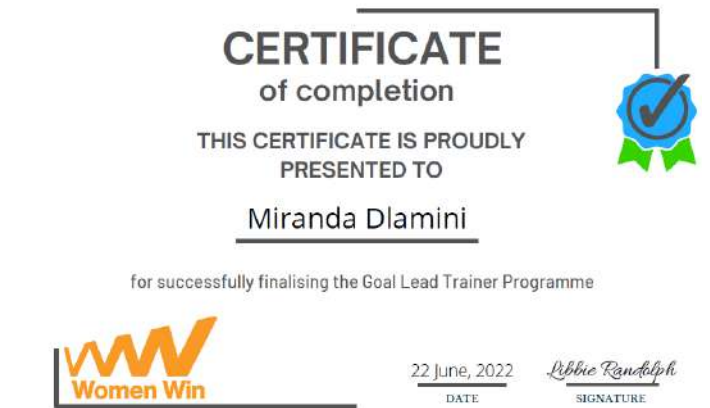 CERTIFICATE
of completion
THIS CERTIFICATE IS PROUDLY
PRESENTED TO
Miranda Dlamini
for successfully finalising the Goal Lead Trainer Programme
Women Win
22 June, 2022
DATE
Libbie Randolph
SIGNATURE